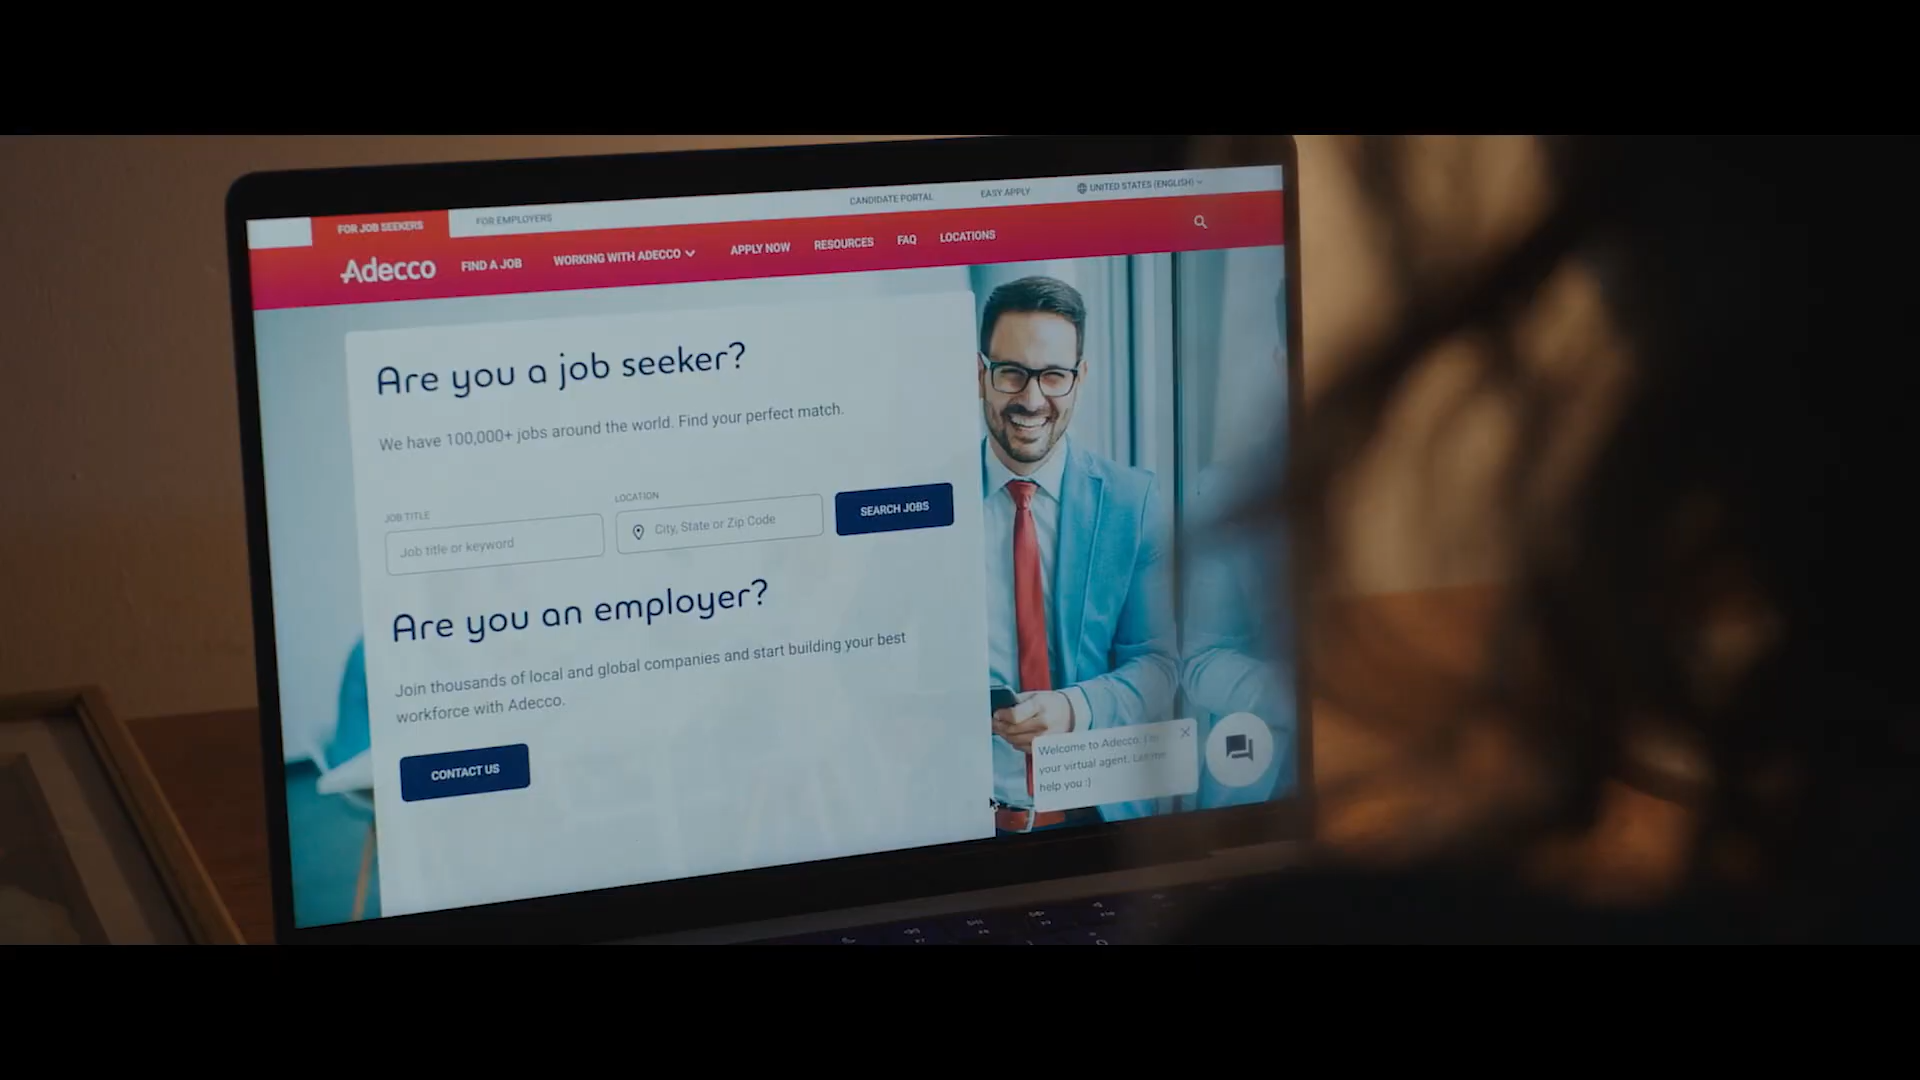 FOR JOB SEEKERS
FOR EMPLOYERS
CANDIDATE PORTAL
EASY APPLY
UNITED STATES (ENGLISH)
Adecco
FIND A JOB
WORKING WITH ADECCO
APPLY NOW
RESOURCES
FAQ
LOCATIONS
Are you a job seeker?
We have 100,000+ jobs around the world. Find your perfect match.
JOB TITLE
LOCATION
Job title or keyword
City, State or Zip Code
SEARCH JOBS
Are you an employer?
Join thousands of local and global companies and start building your best
workforce with Adecco.
CONTACT US
Welcome to Adecco. I'm
your virtual agent. Let me
help you :)